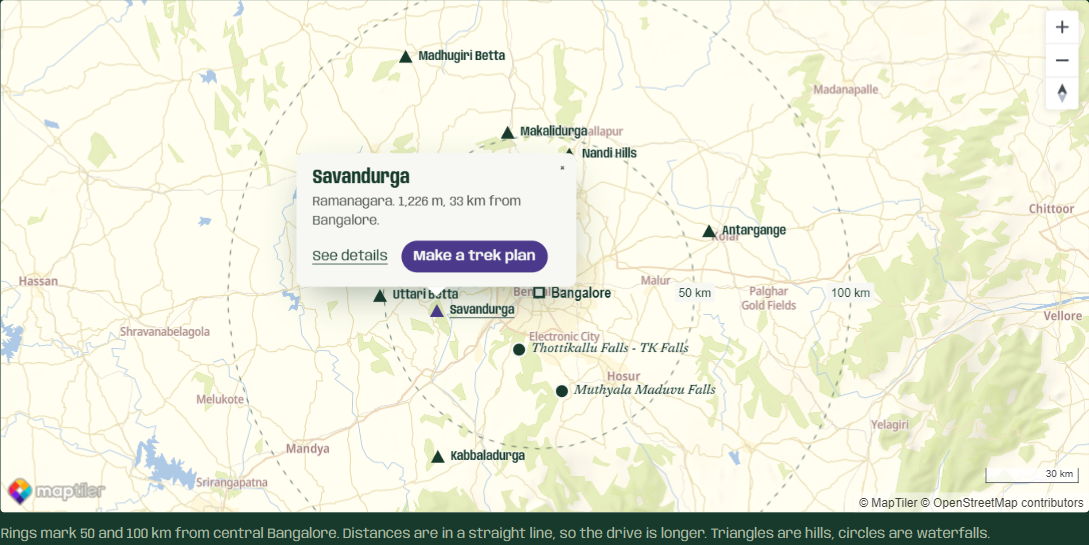 Madhugiri Betta
Madanapalle
Makalidurga
allapur
Nandi Hills
×
Savandurga
Ramanagara. 1,226 m, 33 km from
Bangalore.
See details
Make a trek plan
Chittoor
Antargange
Kolar
Hassan
Malur
Uttari Betta
Bangalore
50 km
Palghar
Gold Fields
100 km
Savandurga
Vellore
Shravanabelagola
Electronic City
Thottikallu Falls - TK Falls
Hosur
Muthyala Maduvu Falls
Melukote
Yelagiri
Mandya
Kabbaladurga
30 km
Srirangapatna
maptiler
© MapTiler © OpenStreetMap contributors
Rings mark 50 and 100 km from central Bangalore. Distances are in a straight line, so the drive is longer. Triangles are hills, circles are waterfalls.